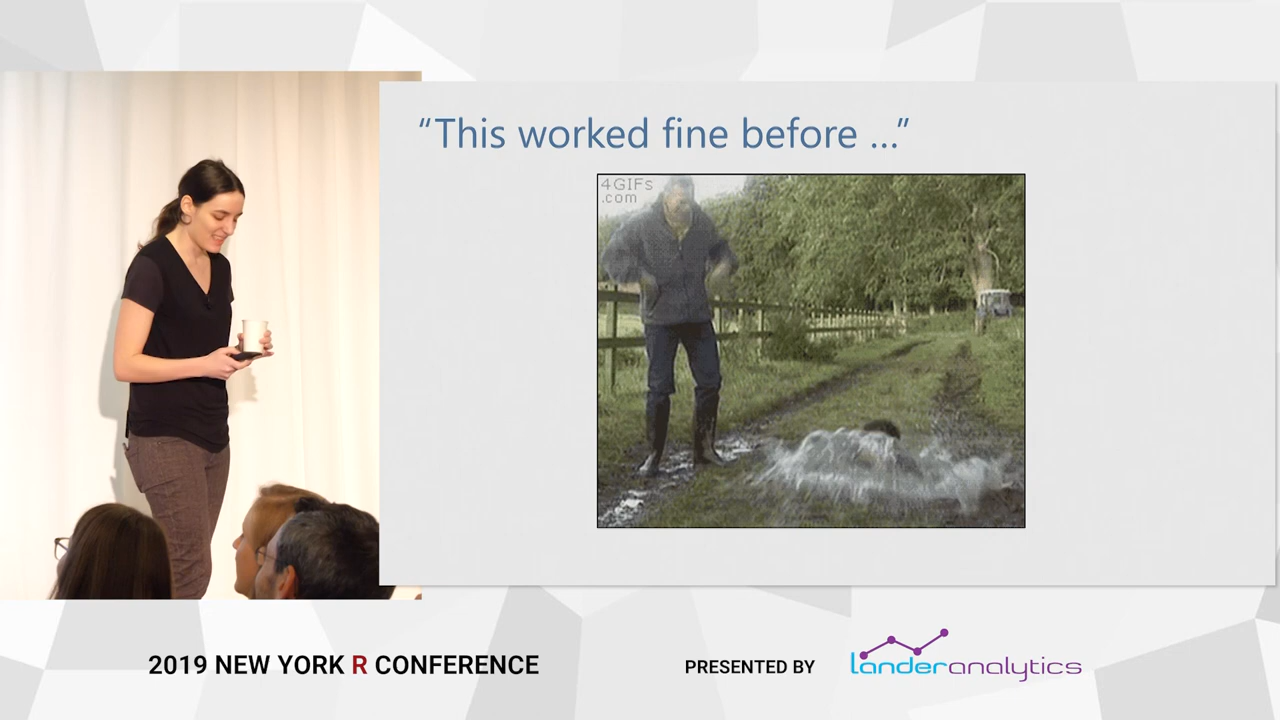 “This worked fine before ...”
4GIFs
.com
2019 NEW YORK R CONFERENCE
PRESENTED BY
landeranalytics